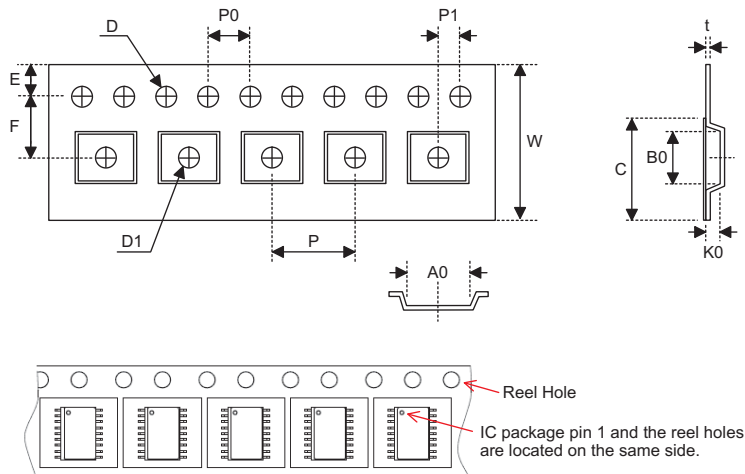 D
P0
P1
t
E
F
W
C
B0
D1
P
K0
A0
Reel Hole
IC package pin 1 and the reel holes
are located on the same side.